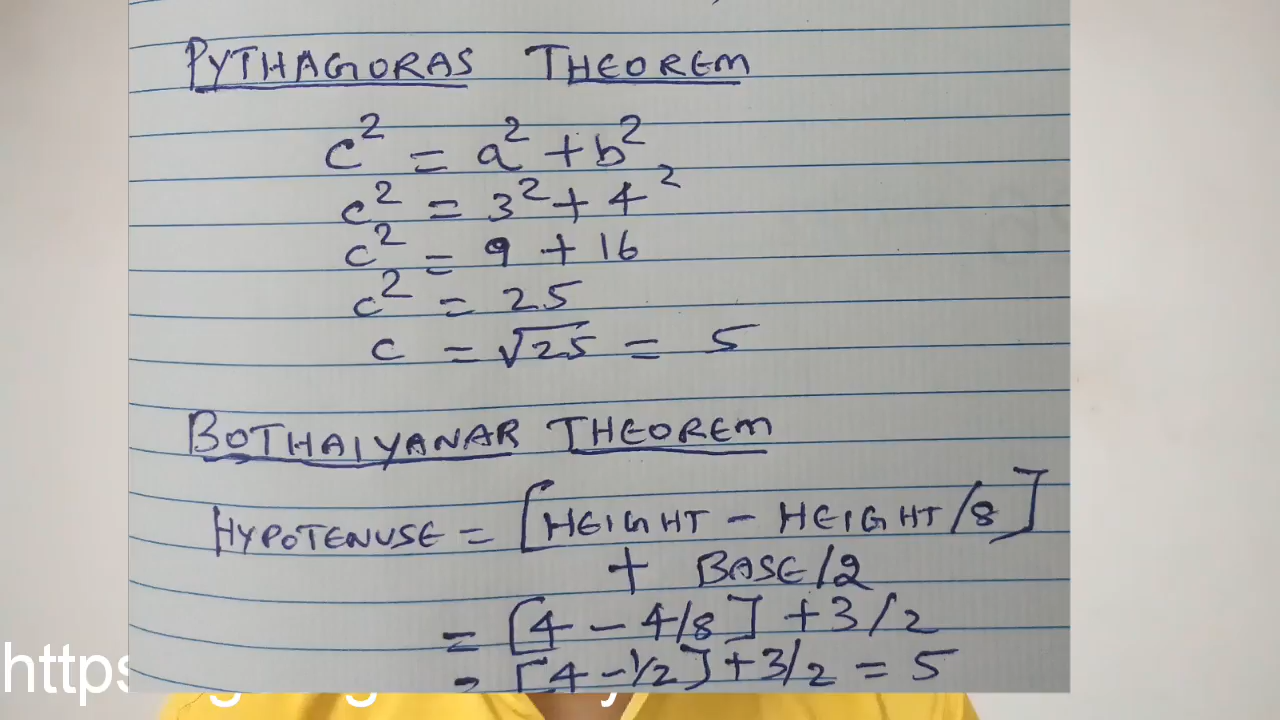 PYTHAGORAS THEOREM
c² = a² + b²
c² = 3² + 4²
c² = 9 + 16
c² = 25
c = √25 = 5
BOTHAIYANAR THEOREM
HYPOTENUSE = [HEIGHT - HEIGHT/8]
+ BASE/2
= [4 - 4/8] + 3/2
= [4 - 1/2] + 3/2 = 5
https